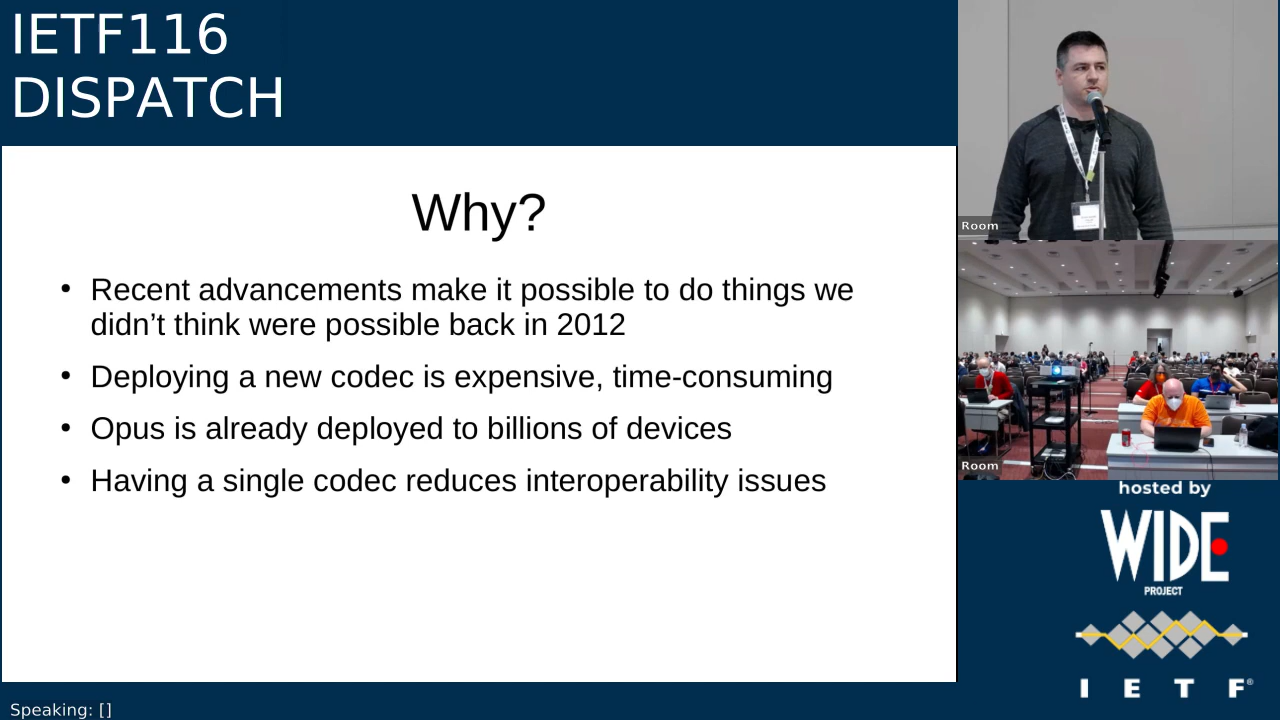 IETF116
DISPATCH
Why?
• Recent advancements make it possible to do things we
didn’t think were possible back in 2012
• Deploying a new codec is expensive, time-consuming
• Opus is already deployed to billions of devices
• Having a single codec reduces interoperability issues
Room
Room
hosted by
WIDE
PROJECT
I E T F®
Speaking: []